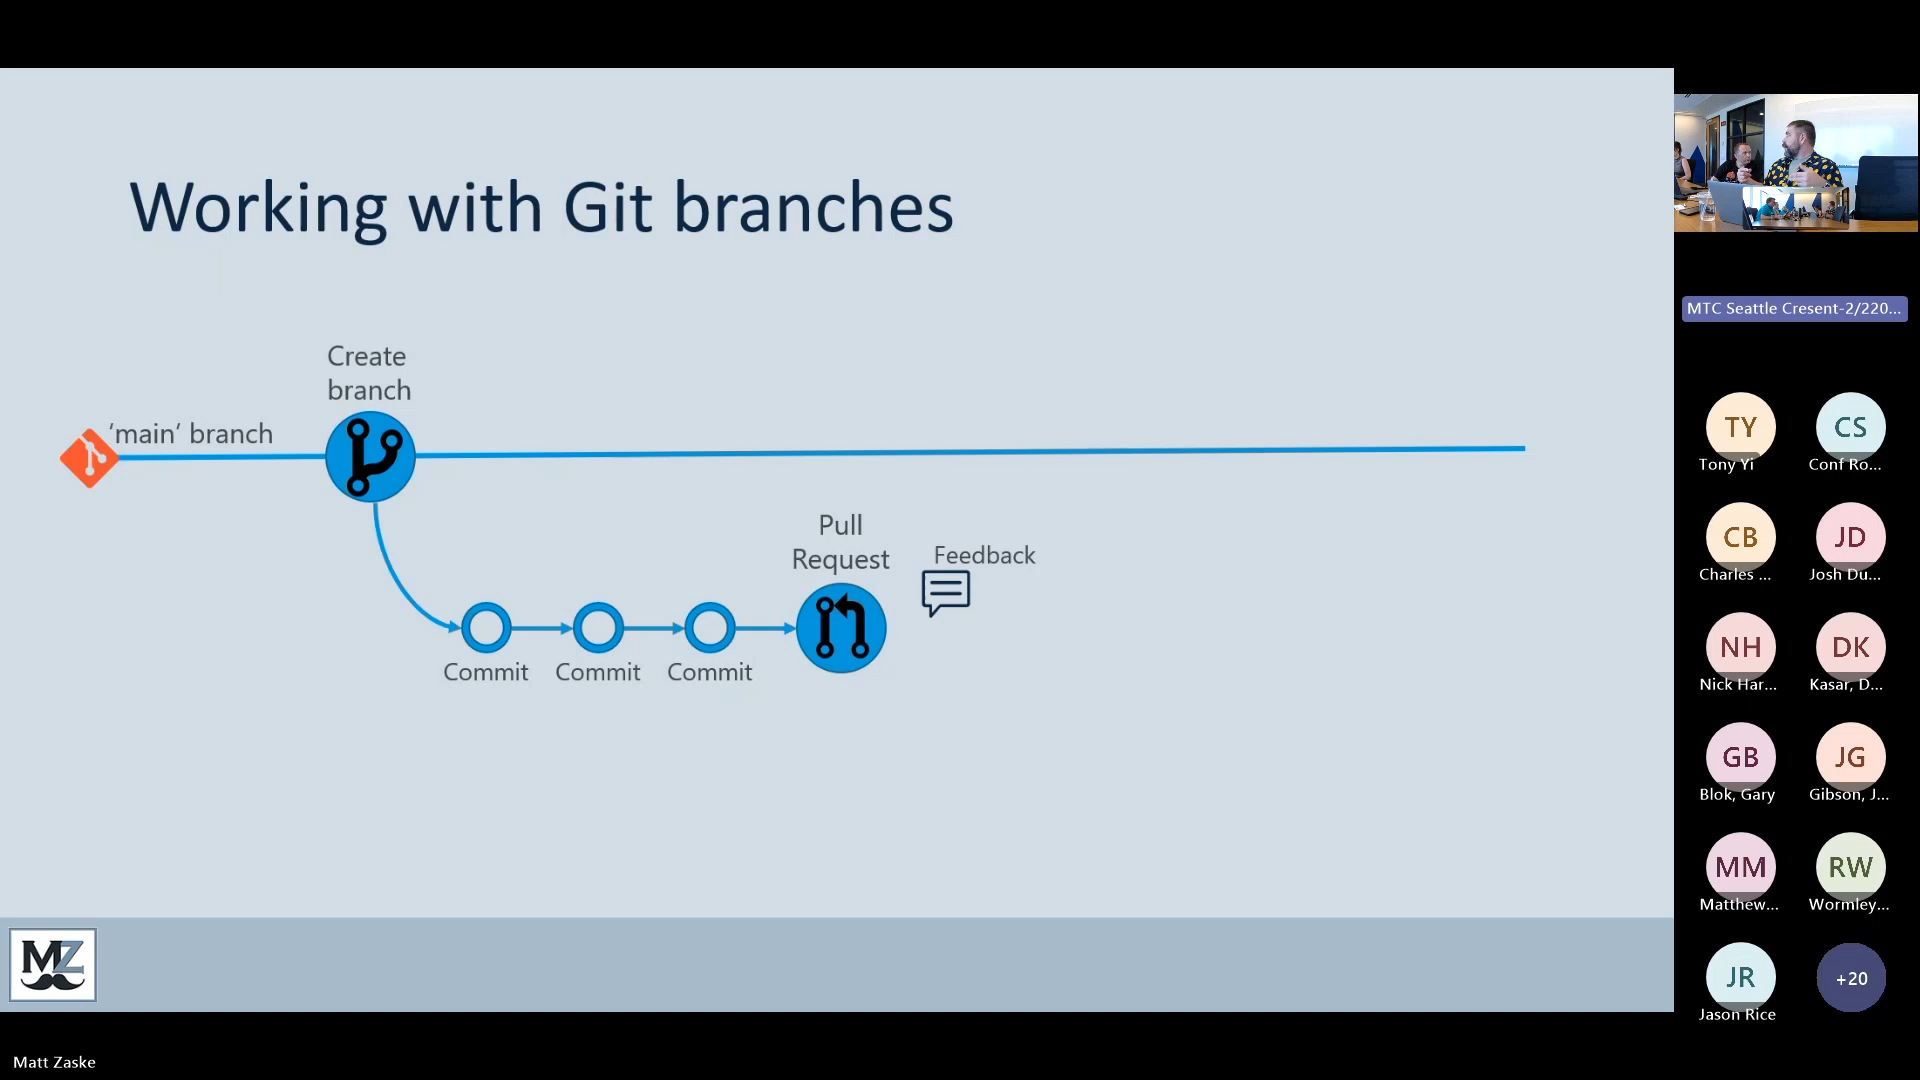 Working with Git branches
Create
branch
'main' branch
Pull
Request
Feedback
Commit
Commit
Commit
MZ
Matt Zaske
MTC Seattle Cresent-2/220...
TY
Tony Yi
CS
Conf Ro...
CB
Charles ...
JD
Josh Du...
NH
Nick Har...
DK
Kasar, D...
GB
Blok, Gary
JG
Gibson, J...
MM
Matthew...
RW
Wormley...
JR
Jason Rice
+20